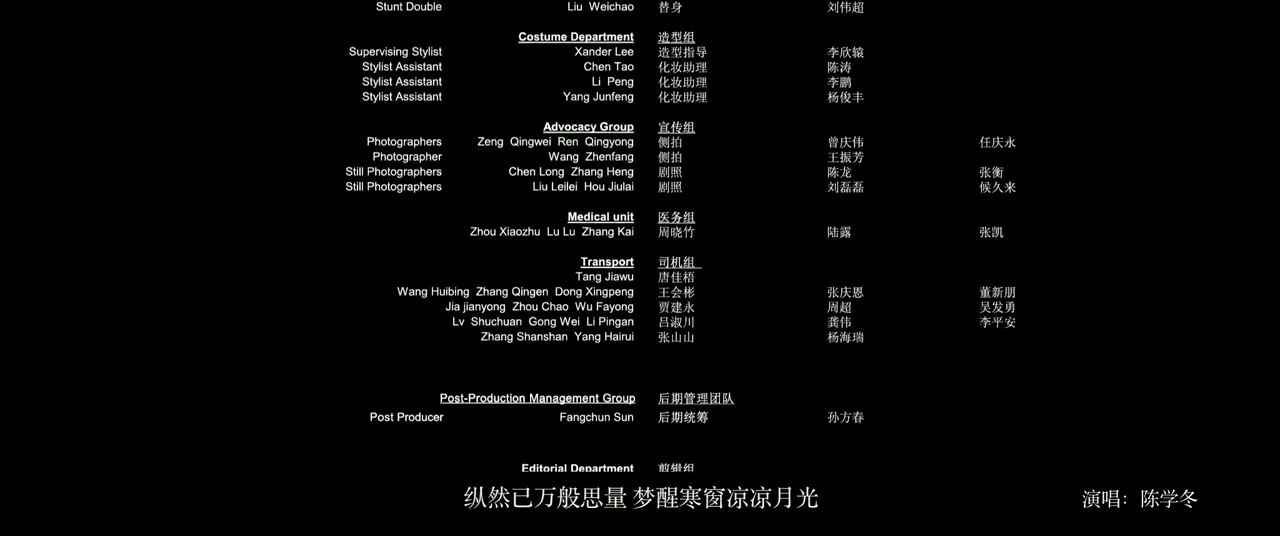 Stunt Double Liu Weichao 替身 刘伟超
Costume Department 造型组
Supervising Stylist Xander Lee 造型指导 李欣辕
Stylist Assistant Chen Tao 化妆助理 陈涛
Stylist Assistant Li Peng 化妆助理 李鹏
Stylist Assistant Yang Junfeng 化妆助理 杨俊丰
Advocacy Group 宣传组
Photographers Zeng Qingwei Ren Qingyong 侧拍 曾庆伟 任庆永
Photographer Wang Zhenfang 侧拍 王振芳
Still Photographers Chen Long Zhang Heng 剧照 陈龙 张衡
Still Photographers Liu Leilei Hou Jiulai 剧照 刘磊磊 候久来
Medical unit 医务组
Zhou Xiaozhu Lu Lu Zhang Kai 周晓竹 陆露 张凯
Transport 司机组
Tang Jiawu 唐佳梧
Wang Huibing Zhang Qingen Dong Xingpeng 王会彬 张庆恩 董新朋
Jia jianyong Zhou Chao Wu Fayong 贾建永 周超 吴发勇
Lv Shuchuan Gong Wei Li Pingan 吕淑川 龚伟 李平安
Zhang Shanshan Yang Hairui 张山山 杨海瑞
Post-Production Management Group 后期管理团队
Post Producer Fangchun Sun 后期统筹 孙方春
Editorial Department 剪辑组
纵然已万般思量 梦醒寒窗凉凉月光
演唱：陈学冬